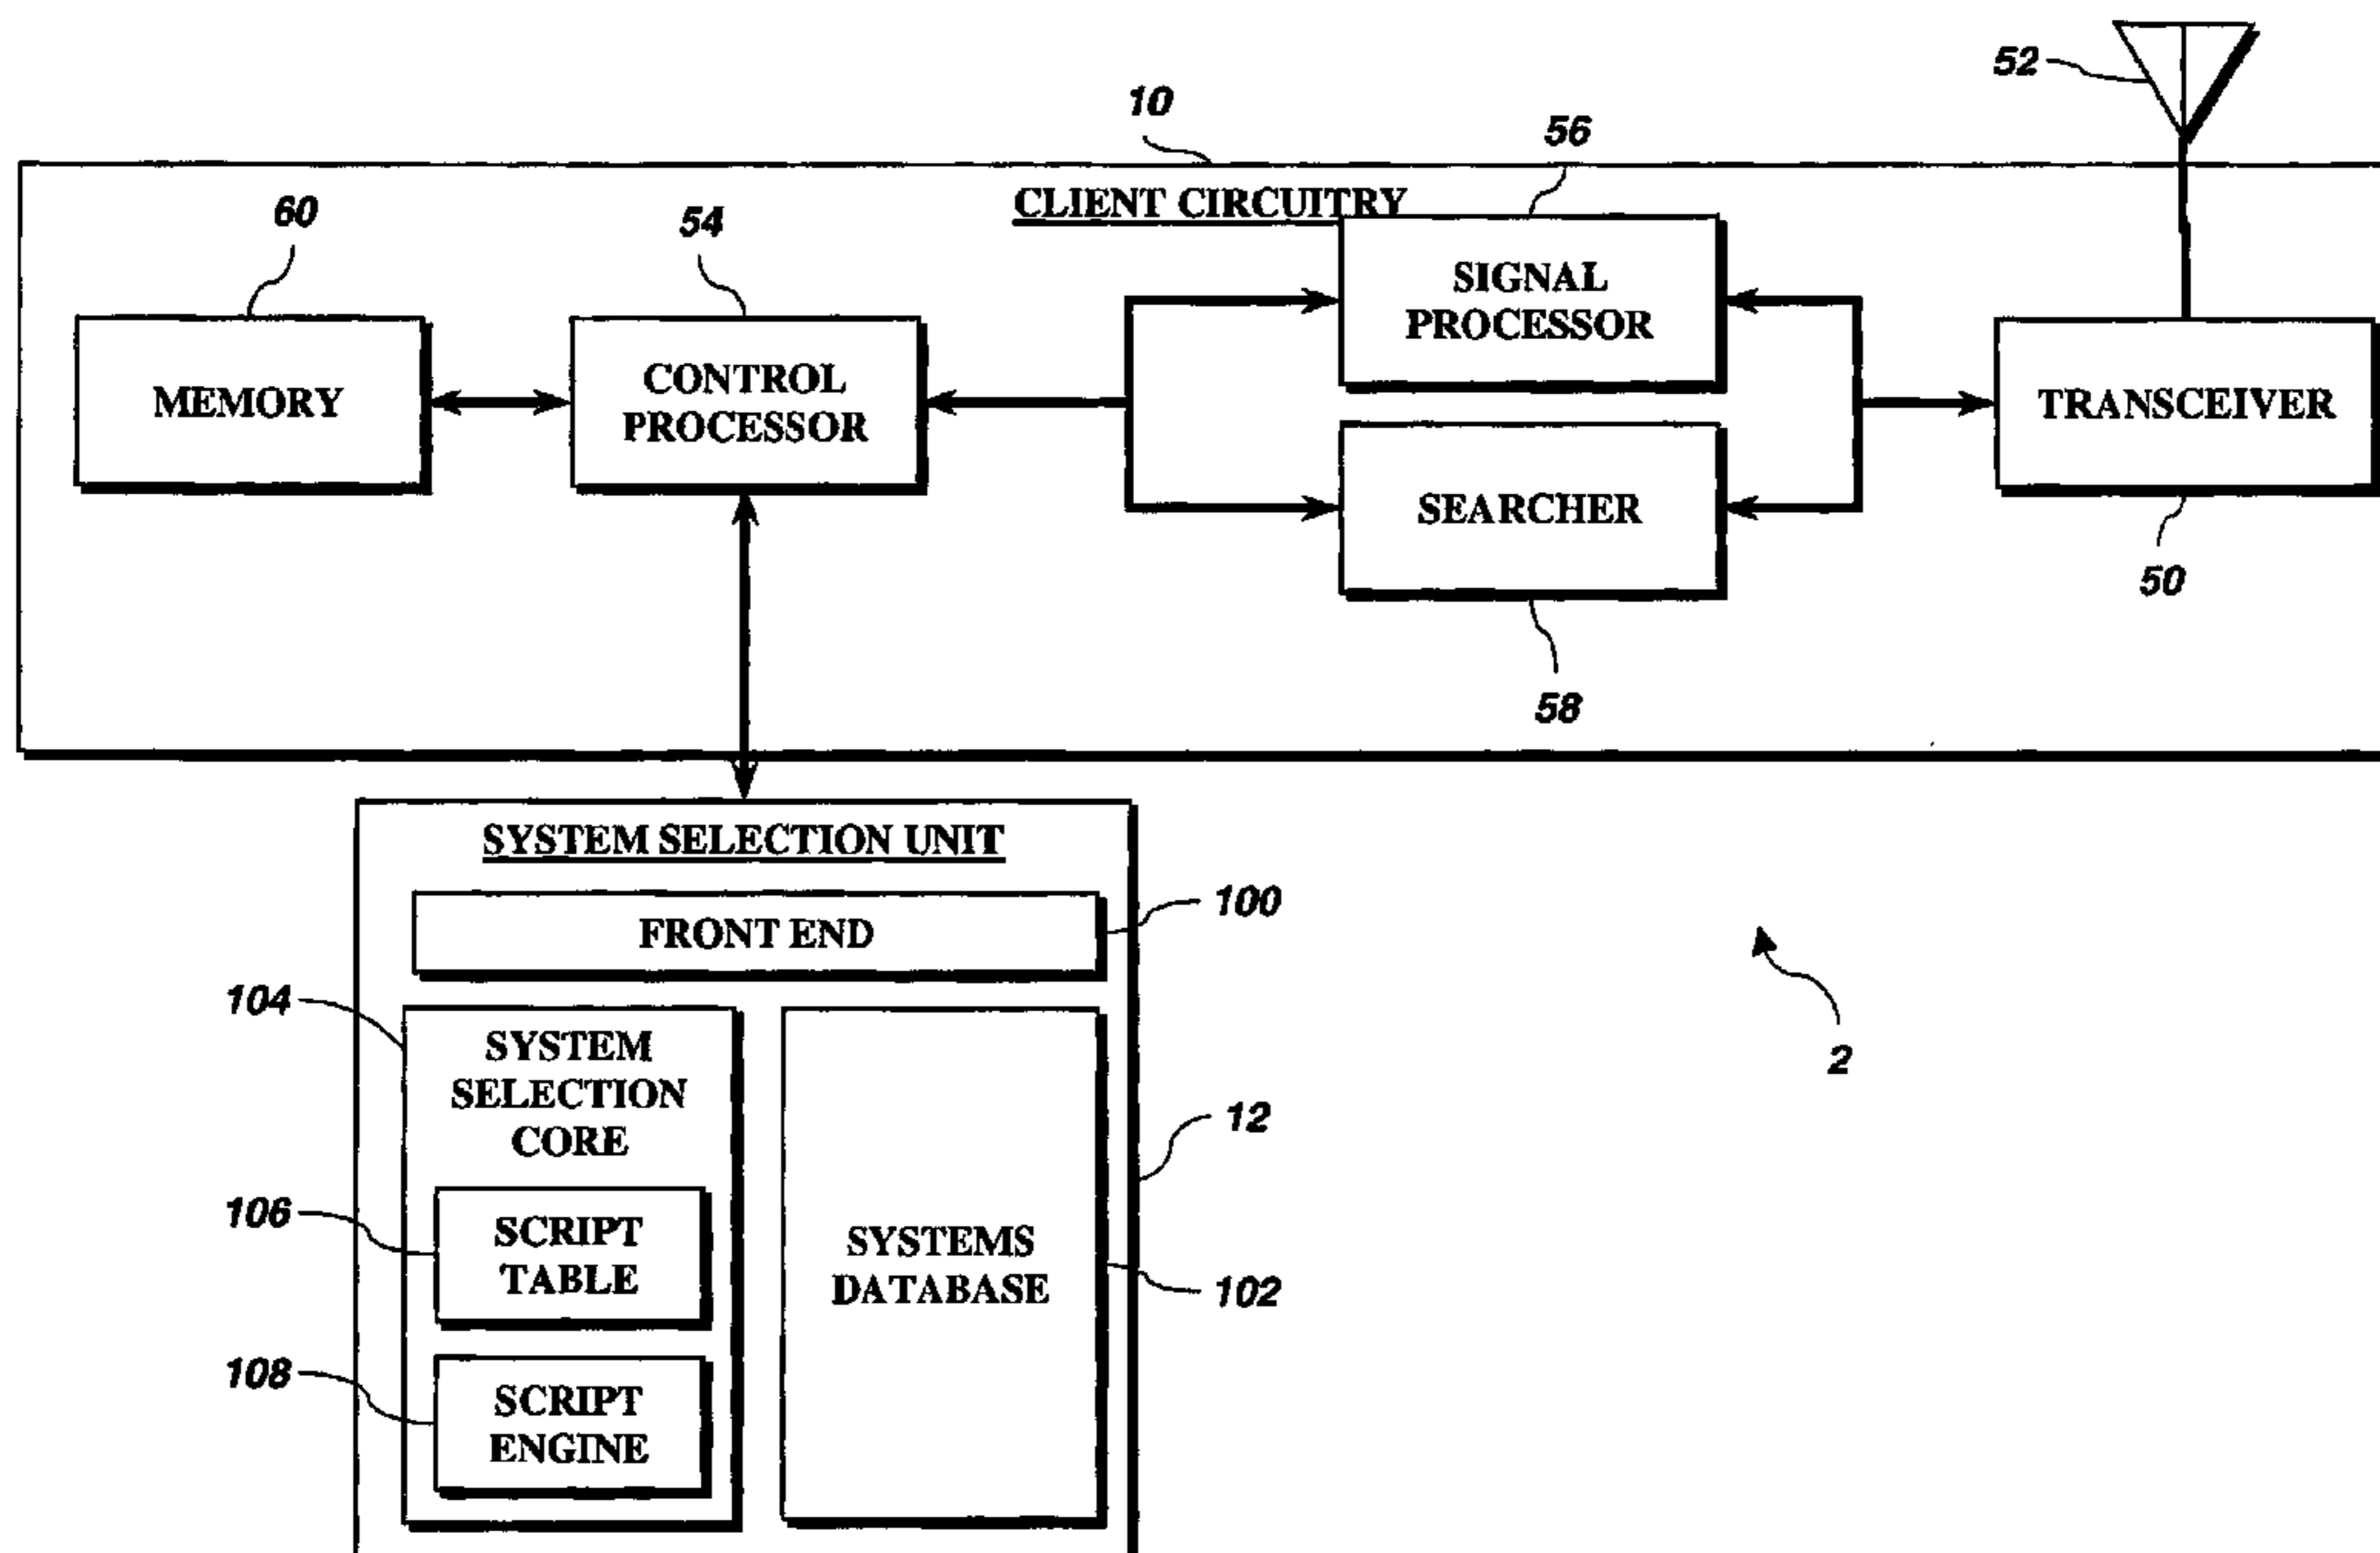 52
10
56
CLIENT CIRCUITRY
60
54
SIGNAL
PROCESSOR
MEMORY
CONTROL
PROCESSOR
TRANSCEIVER
SEARCHER
50
58
SYSTEM SELECTION UNIT
FRONT END
100
104
SYSTEM
SELECTION
CORE
2
12
106
SCRIPT
TABLE
SYSTEMS
DATABASE
102
108
SCRIPT
ENGINE